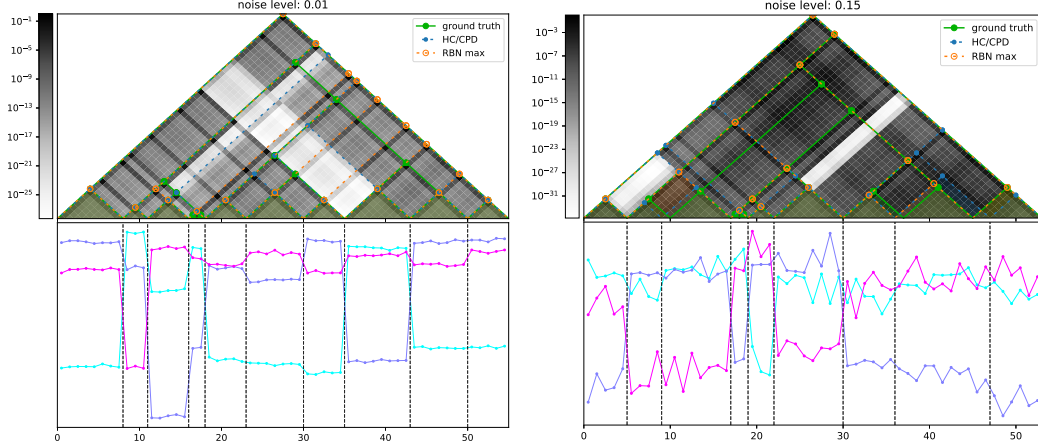 noise level: 0.01
ground truth
HC/CPD
RBN max
10⁻¹
10⁻⁵
10⁻⁹
10⁻¹³
10⁻¹⁷
10⁻²¹
10⁻²⁵
0 10 20 30 40 50
noise level: 0.15
ground truth
HC/CPD
RBN max
10⁻³
10⁻⁷
10⁻¹¹
10⁻¹⁵
10⁻¹⁹
10⁻²³
10⁻²⁷
10⁻³¹
0 10 20 30 40 50